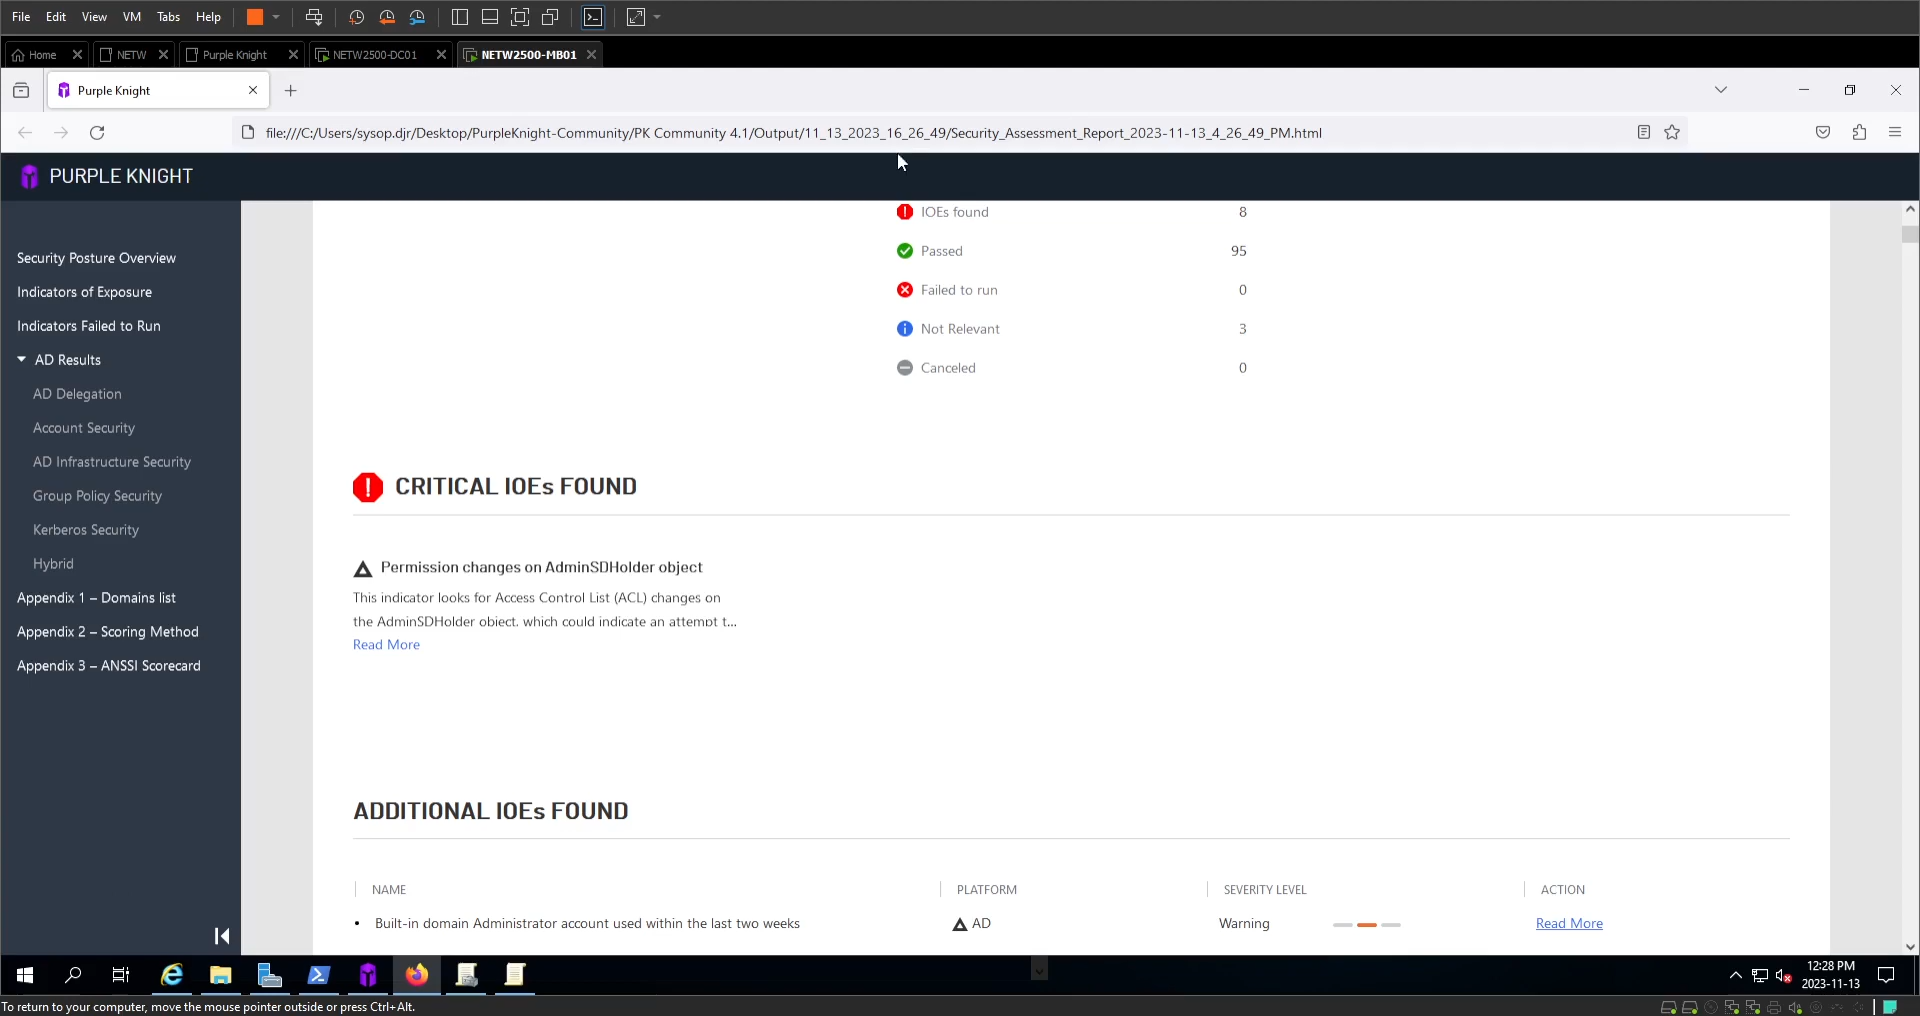 File Edit View VM Tabs Help
Home NETW Purple Knight NETW2500-DC01 NETW2500-MB01
Purple Knight
file:///C:/Users/sysop.djr/Desktop/PurpleKnight-Community/PK Community 4.1/Output/11_13_2023_16_26_49/Security_Assessment_Report_2023-11-13_4_26_49_PM.html
PURPLE KNIGHT
Security Posture Overview
Indicators of Exposure
Indicators Failed to Run
AD Results
AD Delegation
Account Security
AD Infrastructure Security
Group Policy Security
Kerberos Security
Hybrid
Appendix 1 – Domains list
Appendix 2 – Scoring Method
Appendix 3 – ANSSI Scorecard
IOEs found 8
Passed 95
Failed to run 0
Not Relevant 3
Canceled 0
CRITICAL IOEs FOUND
Permission changes on AdminSDHolder object
This indicator looks for Access Control List (ACL) changes on
the AdminSDHolder object, which could indicate an attempt t...
Read More
ADDITIONAL IOEs FOUND
NAME PLATFORM SEVERITY LEVEL ACTION
• Built-in domain Administrator account used within the last two weeks AD Warning Read More
12:28 PM
2023-11-13
To return to your computer, move the mouse pointer outside or press Ctrl+Alt.